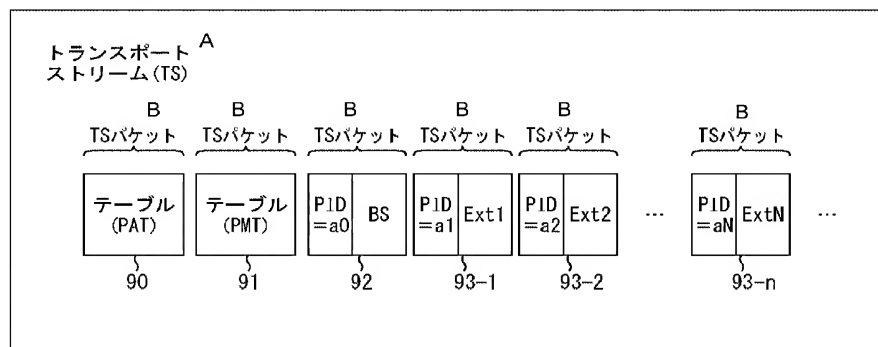 トランスポート A
ストリーム(TS)
B B B B B B
TSパケット TSパケット TSパケット TSパケット TSパケット TSパケット
テーブル (PAT) テーブル (PMT) PID =a0 BS PID =a1 Ext1 PID =a2 Ext2 … PID =aN ExtN …
90 91 92 93-1 93-2 93-n